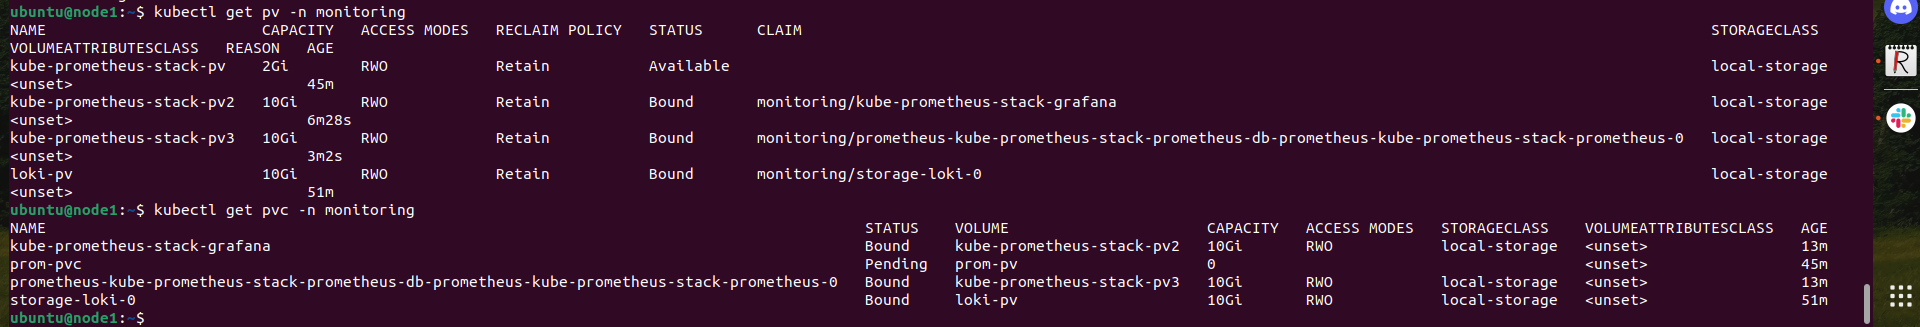 ubuntu@node1:~$ kubectl get pv -n monitoring
NAME CAPACITY ACCESS MODES RECLAIM POLICY STATUS CLAIM STORAGECLASS
VOLUMEATTRIBUTESCLASS REASON AGE
kube-prometheus-stack-pv 2Gi RWO Retain Available local-storage
<unset> 45m
kube-prometheus-stack-pv2 10Gi RWO Retain Bound monitoring/kube-prometheus-stack-grafana local-storage
<unset> 6m28s
kube-prometheus-stack-pv3 10Gi RWO Retain Bound monitoring/prometheus-kube-prometheus-stack-prometheus-db-prometheus-kube-prometheus-stack-prometheus-0 local-storage
<unset> 3m2s
loki-pv 10Gi RWO Retain Bound monitoring/storage-loki-0 local-storage
<unset> 51m
ubuntu@node1:~$ kubectl get pvc -n monitoring
NAME STATUS VOLUME CAPACITY ACCESS MODES STORAGECLASS VOLUMEATTRIBUTESCLASS AGE
kube-prometheus-stack-grafana Bound kube-prometheus-stack-pv2 10Gi RWO local-storage <unset> 13m
prom-pvc Pending prom-pv 0 <unset> 45m
prometheus-kube-prometheus-stack-prometheus-db-prometheus-kube-prometheus-stack-prometheus-0 Bound kube-prometheus-stack-pv3 10Gi RWO local-storage <unset> 13m
storage-loki-0 Bound loki-pv 10Gi RWO local-storage <unset> 51m
ubuntu@node1:~$
R